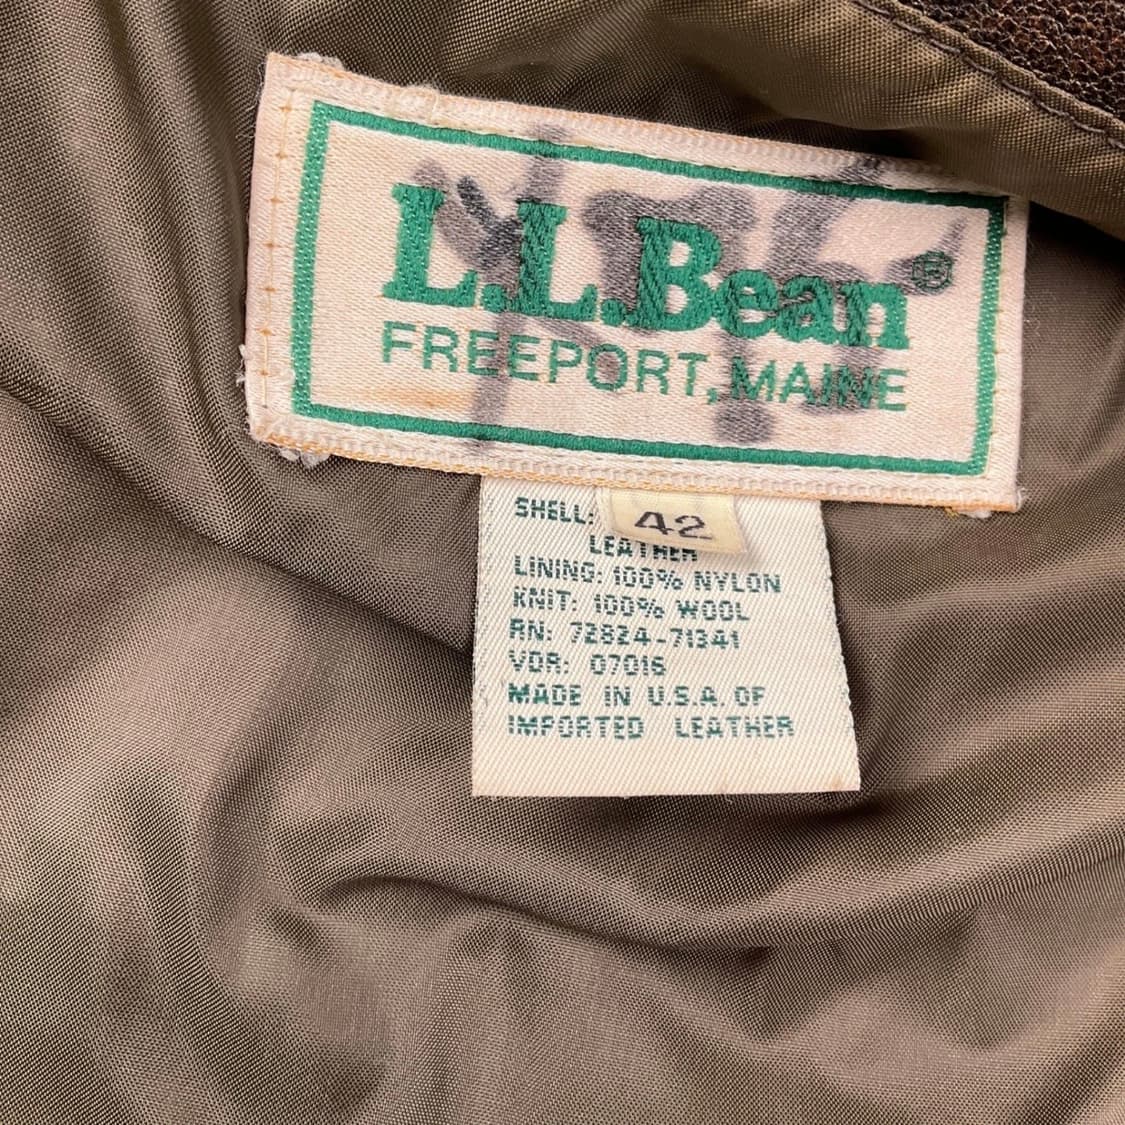 L.L.Bean®
FREEPORT, MAINE
42
SHELL:
LEATHER
LINING: 100% NYLON
KNIT: 100% WOOL
RN: 72824-71341
VDR: 07016
MADE IN U.S.A. OF
IMPORTED LEATHER